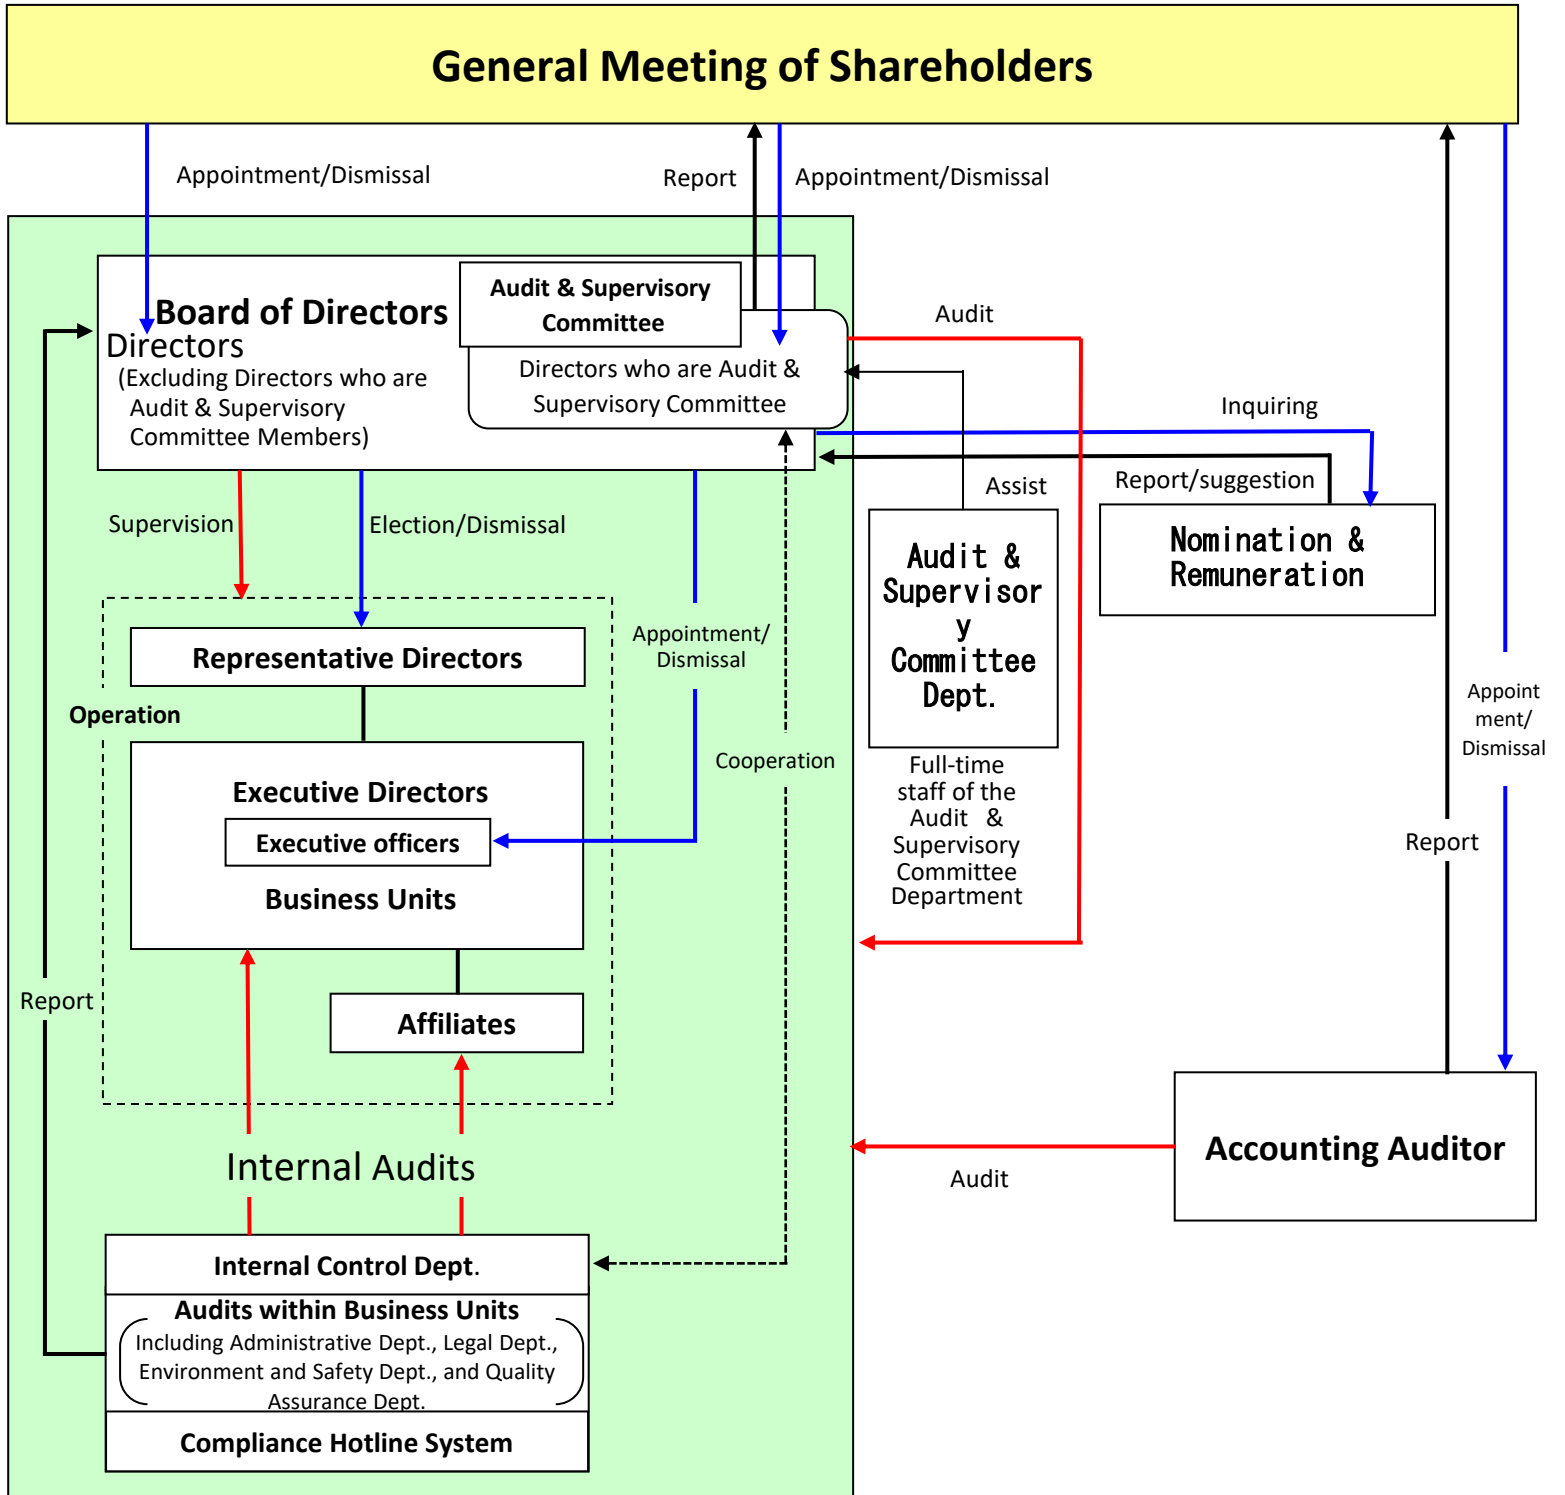 General Meeting of Shareholders
Appointment/Dismissal
Report
Appointment/Dismissal
Board of Directors
Directors
(Excluding Directors who are
Audit & Supervisory
Committee Members)
Audit & Supervisory
Committee
Directors who are Audit &
Supervisory Committee
Audit
Inquiring
Report/suggestion
Assist
Supervision
Election/Dismissal
Nomination &
Remuneration
Audit &
Supervisor
y
Committee
Dept.
Full-time
staff of the
Audit &
Supervisory
Committee
Department
Appointment/
Dismissal
Representative Directors
Operation
Cooperation
Executive Directors
Executive officers
Business Units
Affiliates
Report
Appoint
ment/
Dismissal
Report
Accounting Auditor
Audit
Internal Audits
Internal Control Dept.
Audits within Business Units
Including Administrative Dept., Legal Dept.,
Environment and Safety Dept., and Quality
Assurance Dept.
Compliance Hotline System